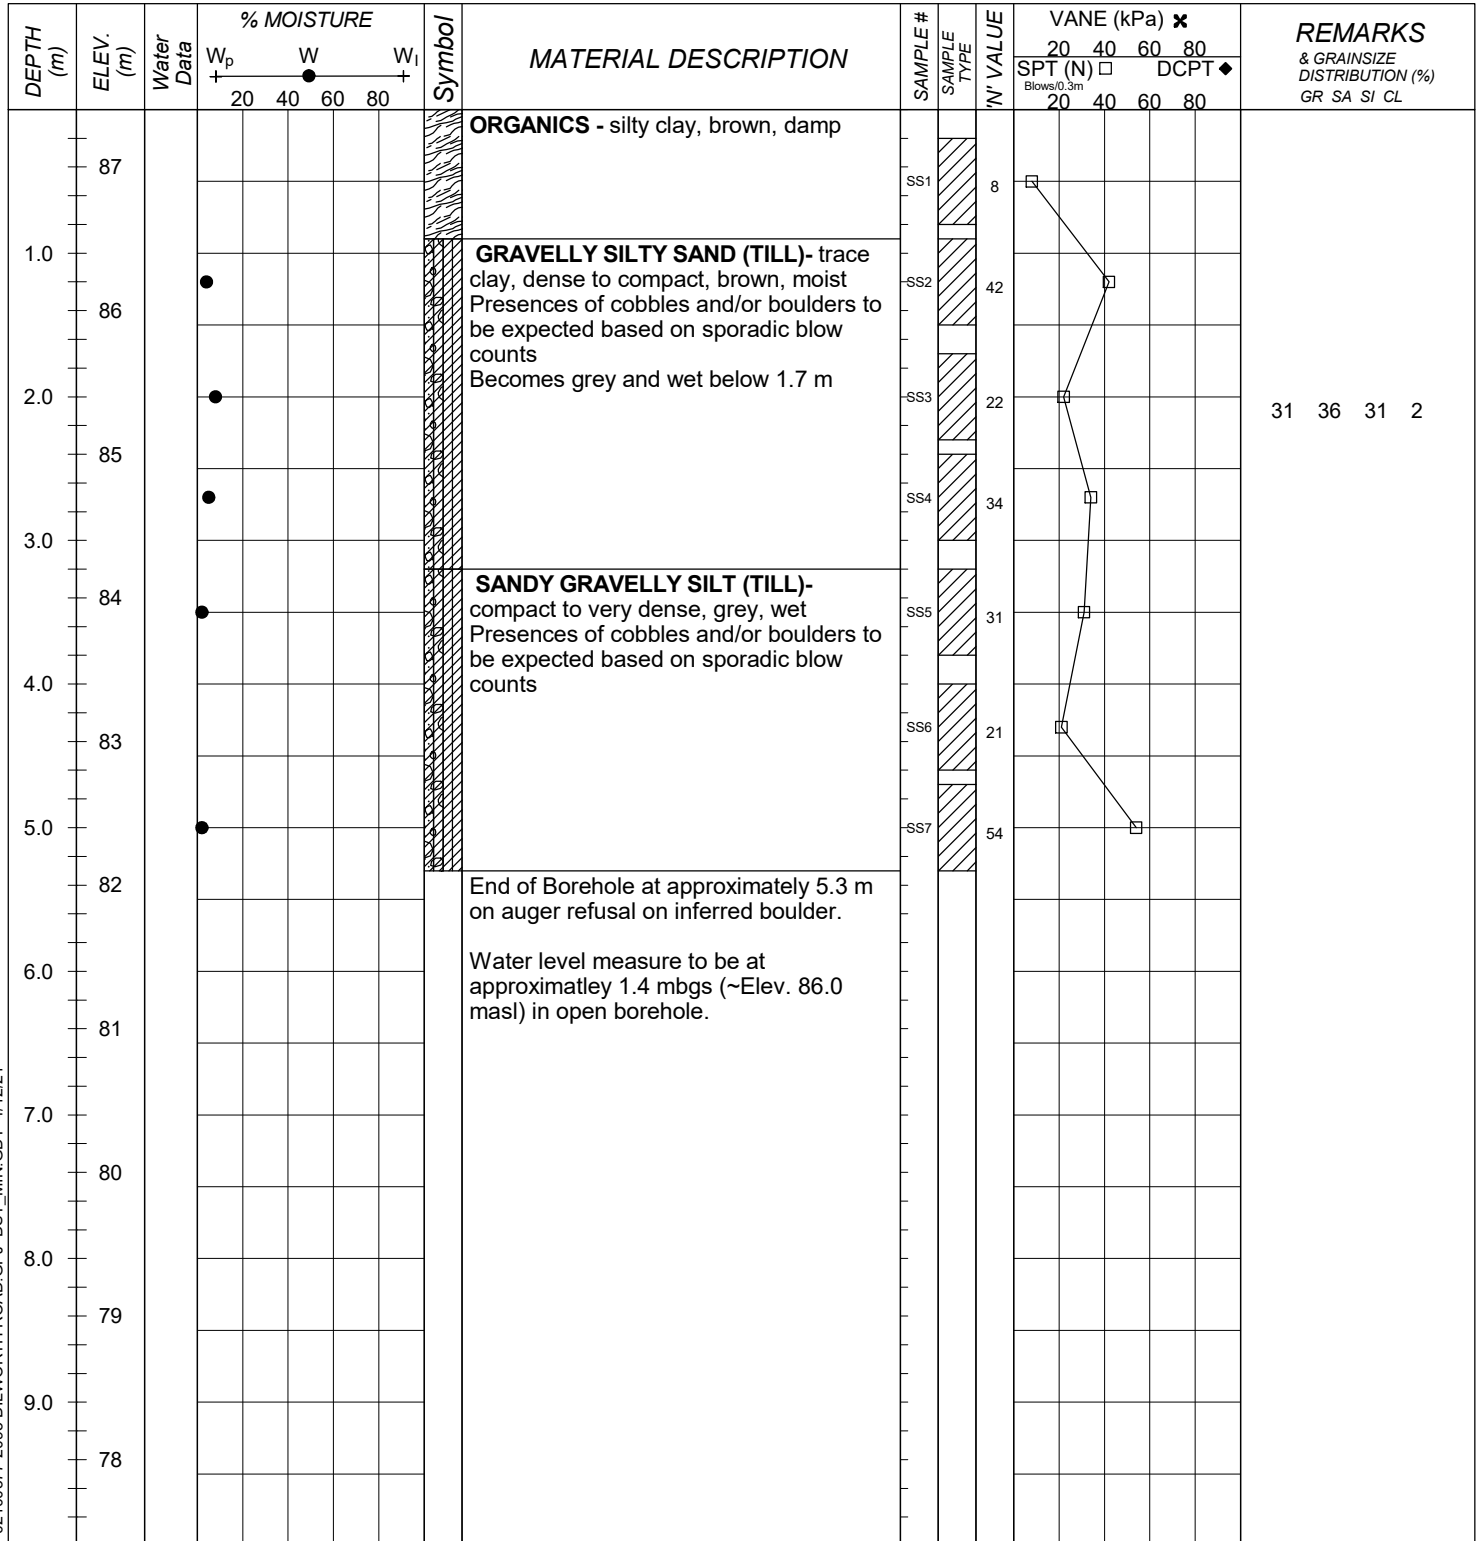 DEPTH (m)
ELEV. (m)
Water Data
% MOISTURE
Wp W Wl
20 40 60 80
Symbol
MATERIAL DESCRIPTION
SAMPLE #
SAMPLE TYPE
'N' VALUE
VANE (kPa) ✖
20 40 60 80
SPT (N) □ DCPT ◆
Blows/0.3m
20 40 60 80
REMARKS
& GRAINSIZE
DISTRIBUTION (%)
GR SA SI CL
ORGANICS - silty clay, brown, damp
87
SS1 8
1.0
GRAVELLY SILTY SAND (TILL)- trace
clay, dense to compact, brown, moist
SS2 42
Presences of cobbles and/or boulders to
86
be expected based on sporadic blow
counts
Becomes grey and wet below 1.7 m
2.0
SS3 22
31 36 31 2
85
SS4 34
3.0
SANDY GRAVELLY SILT (TILL)-
84
compact to very dense, grey, wet
SS5 31
Presences of cobbles and/or boulders to
be expected based on sporadic blow
counts
4.0
SS6 21
83
5.0
SS7 54
82
End of Borehole at approximately 5.3 m
on auger refusal on inferred boulder.
Water level measure to be at
6.0
approximatley 1.4 mbgs (~Elev. 86.0
masl) in open borehole.
81
7.0
80
8.0
79
9.0
78